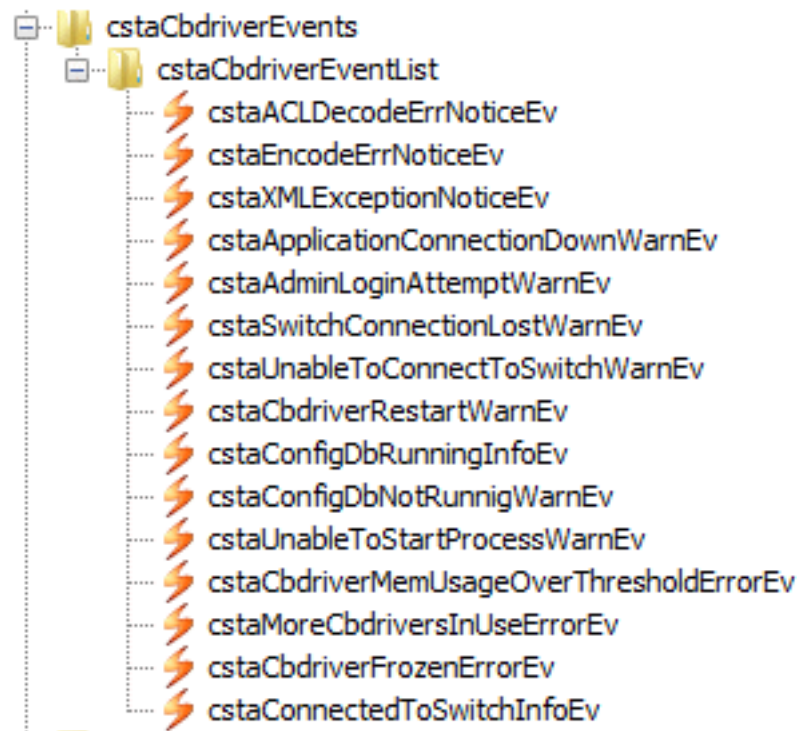 cstaCbdriverEvents
cstaCbdriverEventList
cstaACLDecodeErrNoticeEv
cstaEncodeErrNoticeEv
cstaXMLExceptionNoticeEv
cstaApplicationConnectionDownWarnEv
cstaAdminLoginAttemptWarnEv
cstaSwitchConnectionLostWarnEv
cstaUnableToConnectToSwitchWarnEv
cstaCbdriverRestartWarnEv
cstaConfigDbRunningInfoEv
cstaConfigDbNotRunnigWarnEv
cstaUnableToStartProcessWarnEv
cstaCbdriverMemUsageOverThresholdErrorEv
cstaMoreCbdriversInUseErrorEv
cstaCbdriverFrozenErrorEv
cstaConnectedToSwitchInfoEv